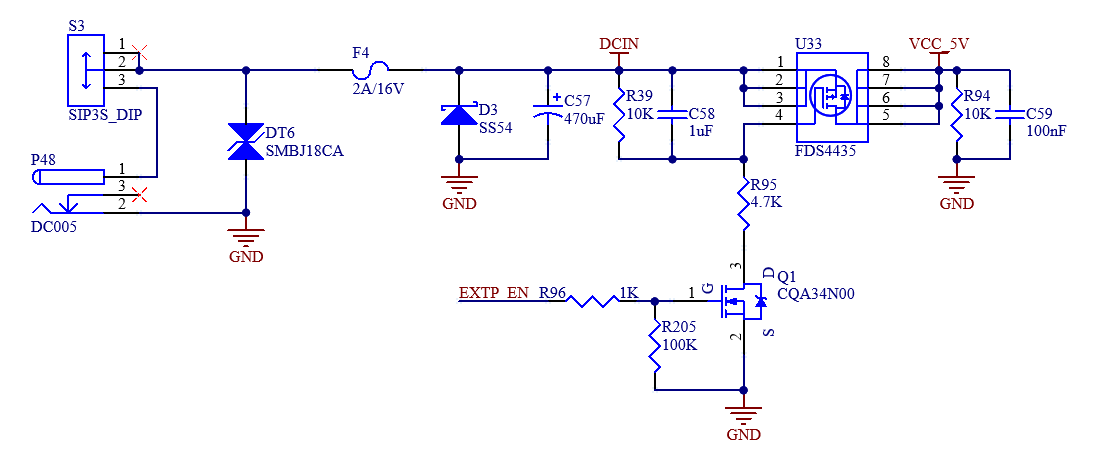 S3
1
2
3
SIP3S_DIP
P48
1
3
2
DC005
DT6
SMBJ18CA
GND
F4
2A/16V
D3
SS54
GND
C57
470uF
DCIN
R39
10K
C58
1uF
U33
1
2
3
4
8
7
6
5
FDS4435
VCC_5V
R94
10K
C59
100nF
GND
R95
4.7K
EXTP_EN
R96
1K
R205
100K
1
G
3
D
Q1
CQA34N00
2
S
GND